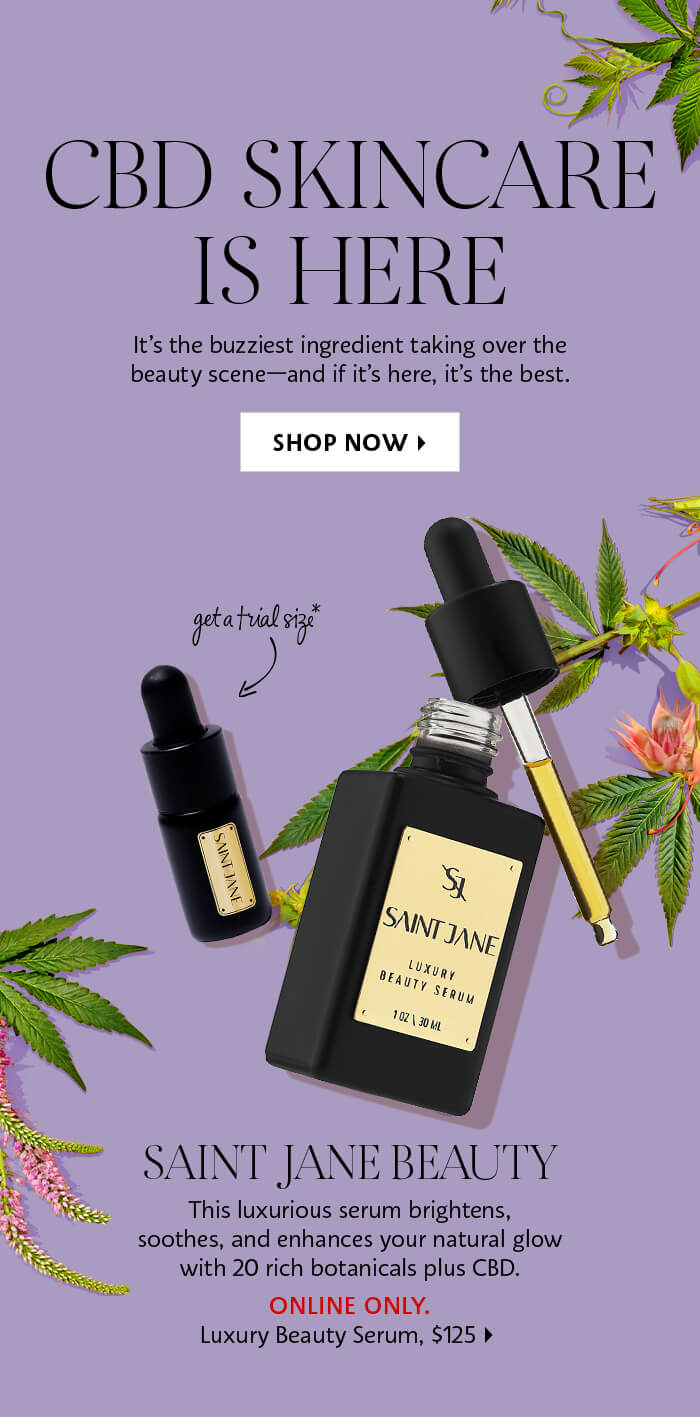 CBD SKINCARE
IS HERE
It's the buzziest ingredient taking over the
beauty scene—and if it's here, it's the best.
SHOP NOW
get a trial size*
SAINT JANE
SJ
SAINT JANE
LUXURY
BEAUTY SERUM
1 OZ \ 30 ML
SAINT JANE BEAUTY
This luxurious serum brightens,
soothes, and enhances your natural glow
with 20 rich botanicals plus CBD.
ONLINE ONLY.
Luxury Beauty Serum, $125